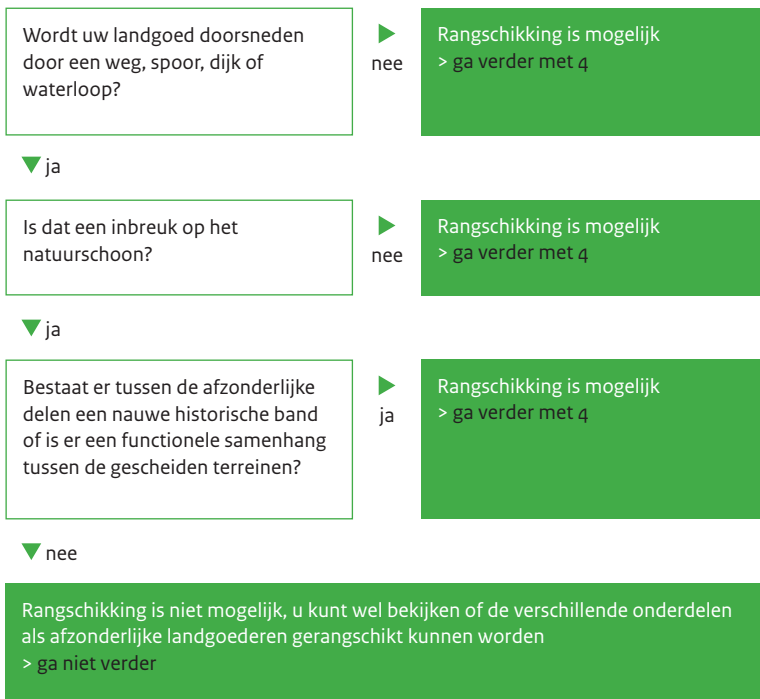 Wordt uw landgoed doorsneden
door een weg, spoor, dijk of
waterloop?
nee
Rangschikking is mogelijk
> ga verder met 4
ja
Is dat een inbreuk op het
natuurschoon?
nee
Rangschikking is mogelijk
> ga verder met 4
ja
Bestaat er tussen de afzonderlijke
delen een nauwe historische band
of is er een functionele samenhang
tussen de gescheiden terreinen?
ja
Rangschikking is mogelijk
> ga verder met 4
nee
Rangschikking is niet mogelijk, u kunt wel bekijken of de verschillende onderdelen
als afzonderlijke landgoederen gerangschikt kunnen worden
> ga niet verder